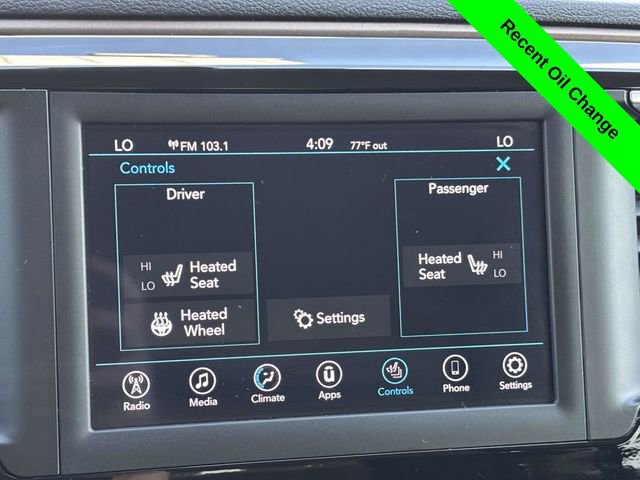 Recent Oil Change
LO FM 103.1 4:09 77°F out LO
Controls
Driver
Passenger
HI
LO
Heated
Seat
Heated
Seat
HI
LO
Heated
Wheel
Settings
Radio Media Climate Apps Controls Phone Settings